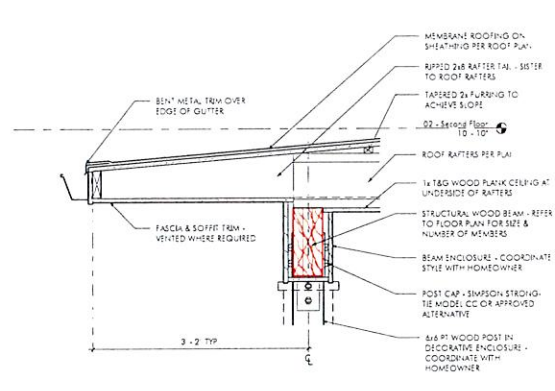 MEMBRANE ROOFING ON
SHEATHING PER ROOF PLAN
RIPPED 2x8 RAFTER TAIL - SISTER
TO ROOF RAFTERS
BENT METAL TRIM OVER
EDGE OF GUTTER
TAPERED 2x FURRING TO
ACHIEVE SLOPE
02 - Second Floor
10 - 10"
ROOF RAFTERS PER PLAN
1x T&G WOOD PLANK CEILING AT
UNDERSIDE OF RAFTERS
FASCIA & SOFFIT TRIM -
VENTED WHERE REQUIRED
STRUCTURAL WOOD BEAM - REFER
TO FLOOR PLAN FOR SIZE &
NUMBER OF MEMBERS
BEAM ENCLOSURE - COORDINATE
STYLE WITH HOMEOWNER
POST CAP - SIMPSON STRONG-
TIE MODEL CC OR APPROVED
ALTERNATIVE
3 - 2 TYP
6x6 PT WOOD POST IN
DECORATIVE ENCLOSURE -
COORDINATE WITH
HOMEOWNER